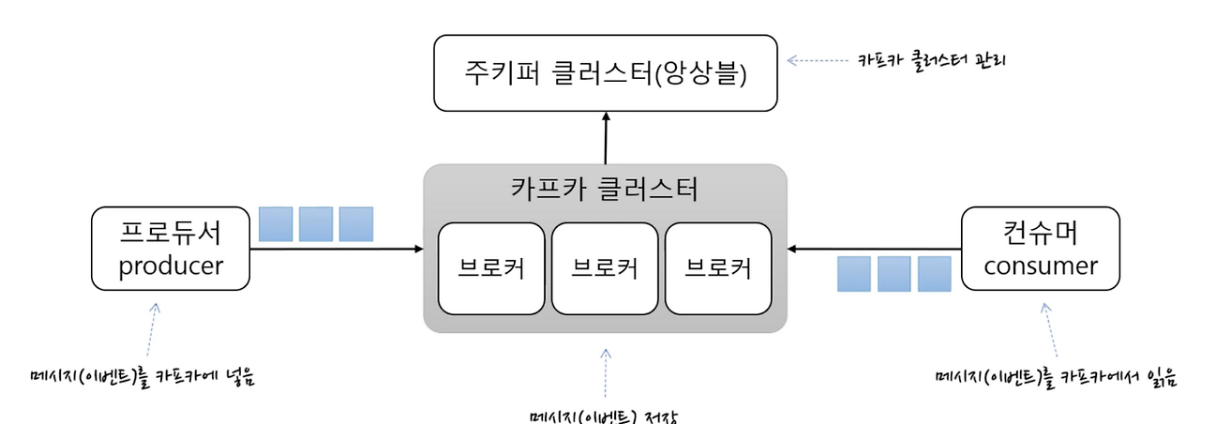 주키퍼 클러스터(앙상블)
카프카 클러스터 관리
카프카 클러스터
프로듀서
producer
브로커
브로커
브로커
컨슈머
consumer
메시지(이벤트)를 카프카에 넣음
메시지(이벤트)를 카프카에서 읽음
메시지(이벤트) 저장